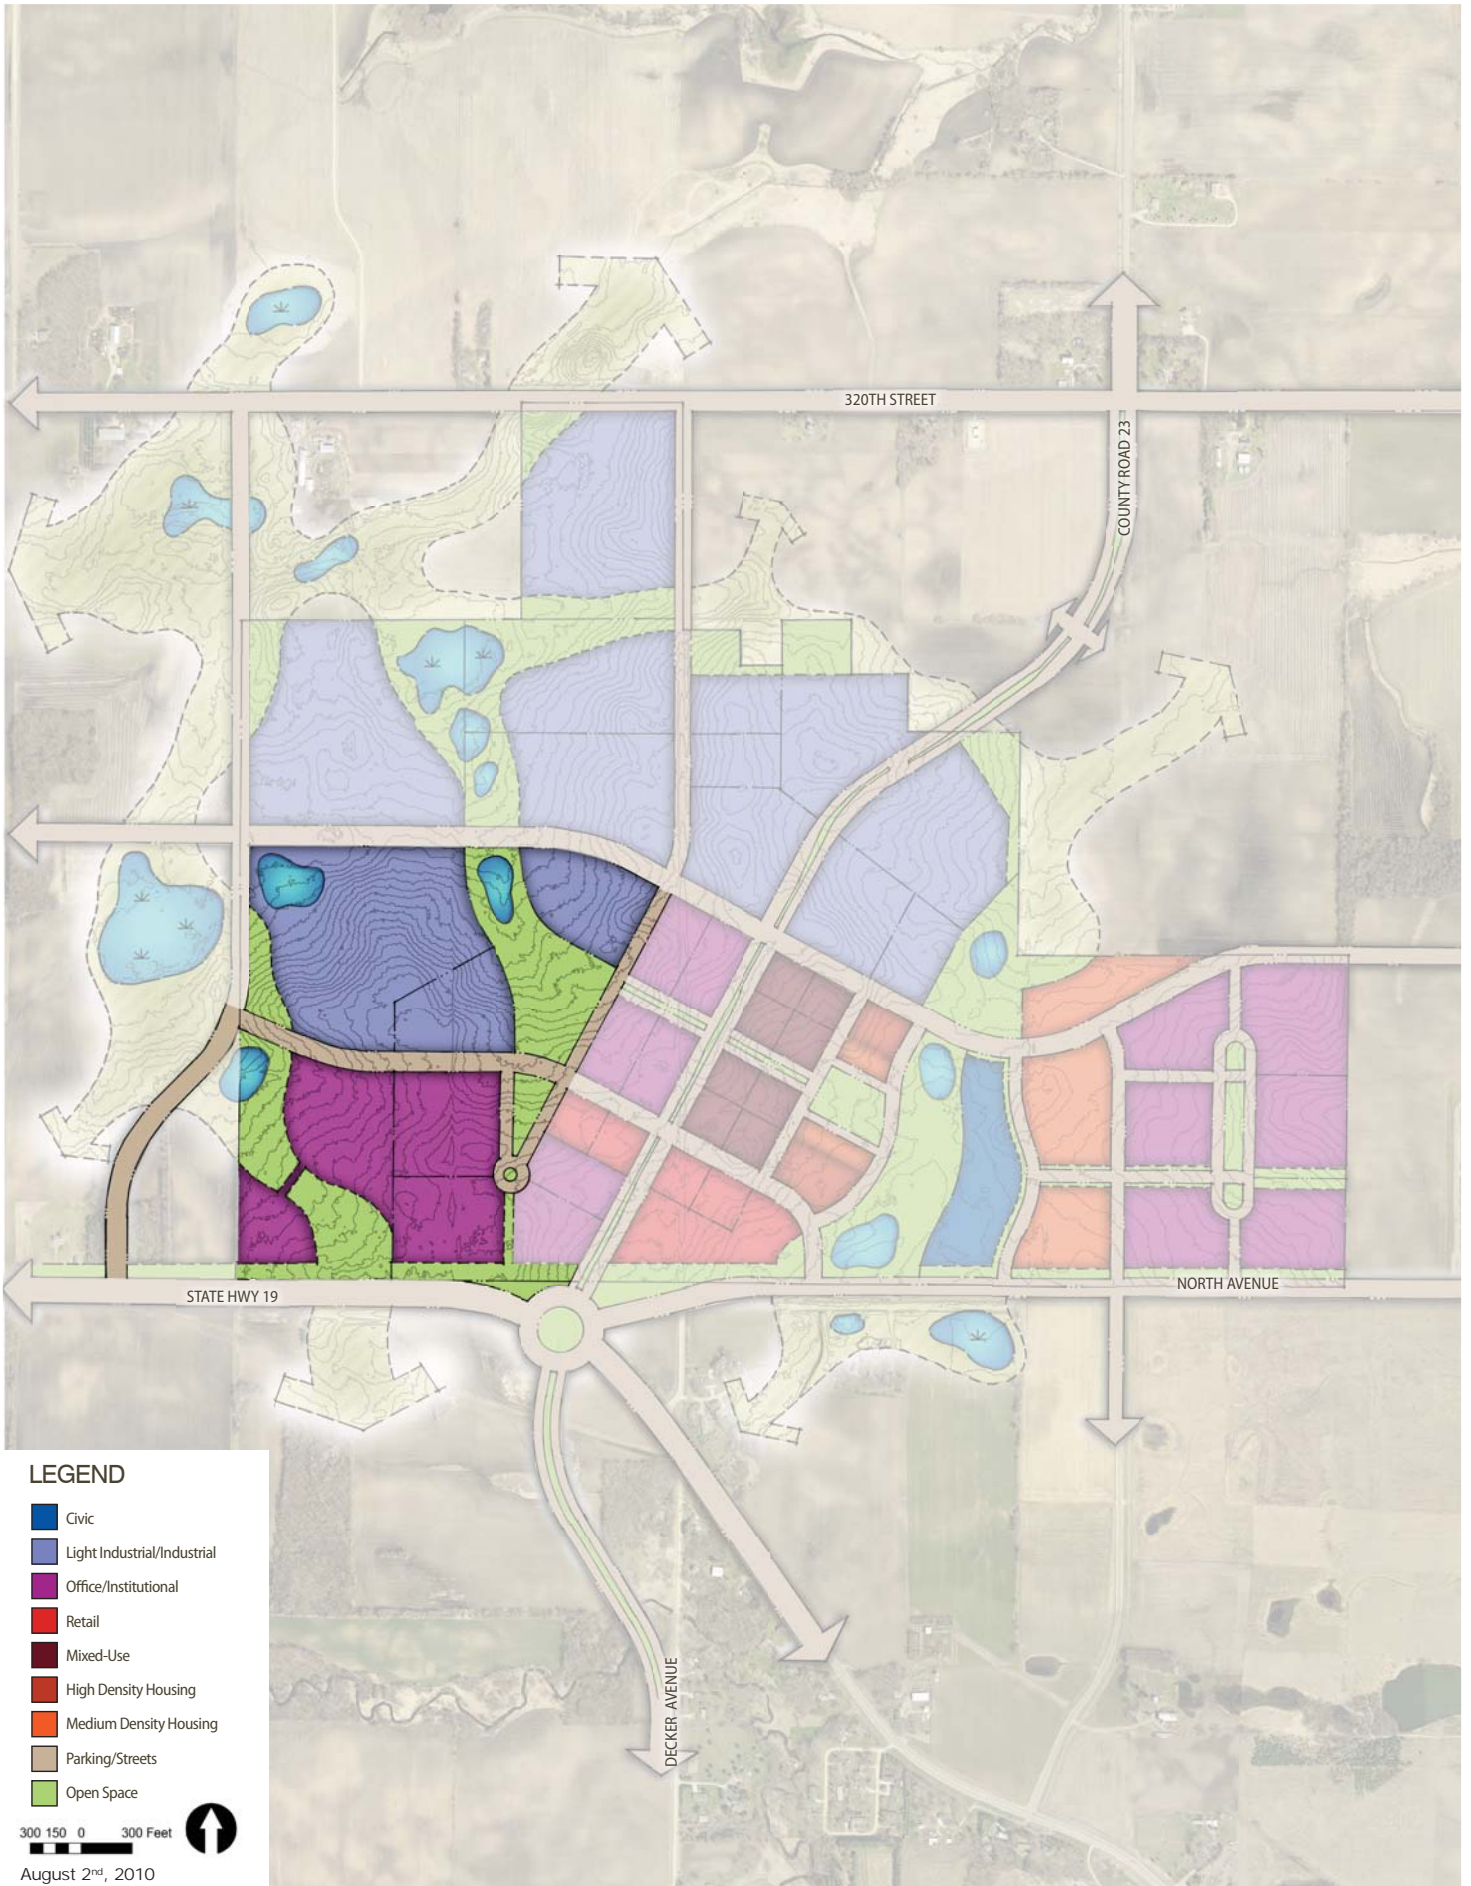 320TH STREET
COUNTY ROAD 23
STATE HWY 19
NORTH AVENUE
DECKER AVENUE
LEGEND
Civic
Light Industrial/Industrial
Office/Institutional
Retail
Mixed-Use
High Density Housing
Medium Density Housing
Parking/Streets
Open Space
300 150 0 300 Feet
August 2nd, 2010